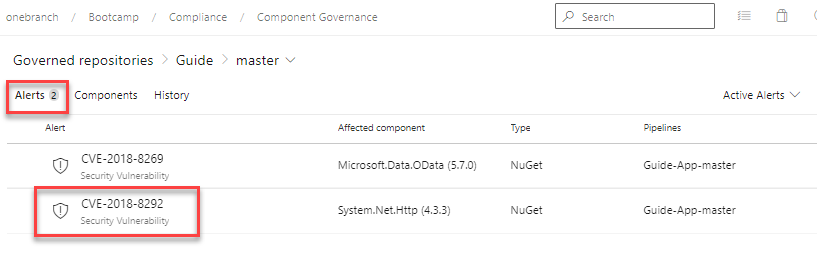 onebranch / Bootcamp / Compliance / Component Governance Search
Governed repositories > Guide > master
Alerts 2 Components History Active Alerts
Alert Affected component Type Pipelines
CVE-2018-8269
Security Vulnerability
Microsoft.Data.OData (5.7.0) NuGet Guide-App-master
CVE-2018-8292
Security Vulnerability
System.Net.Http (4.3.3) NuGet Guide-App-master